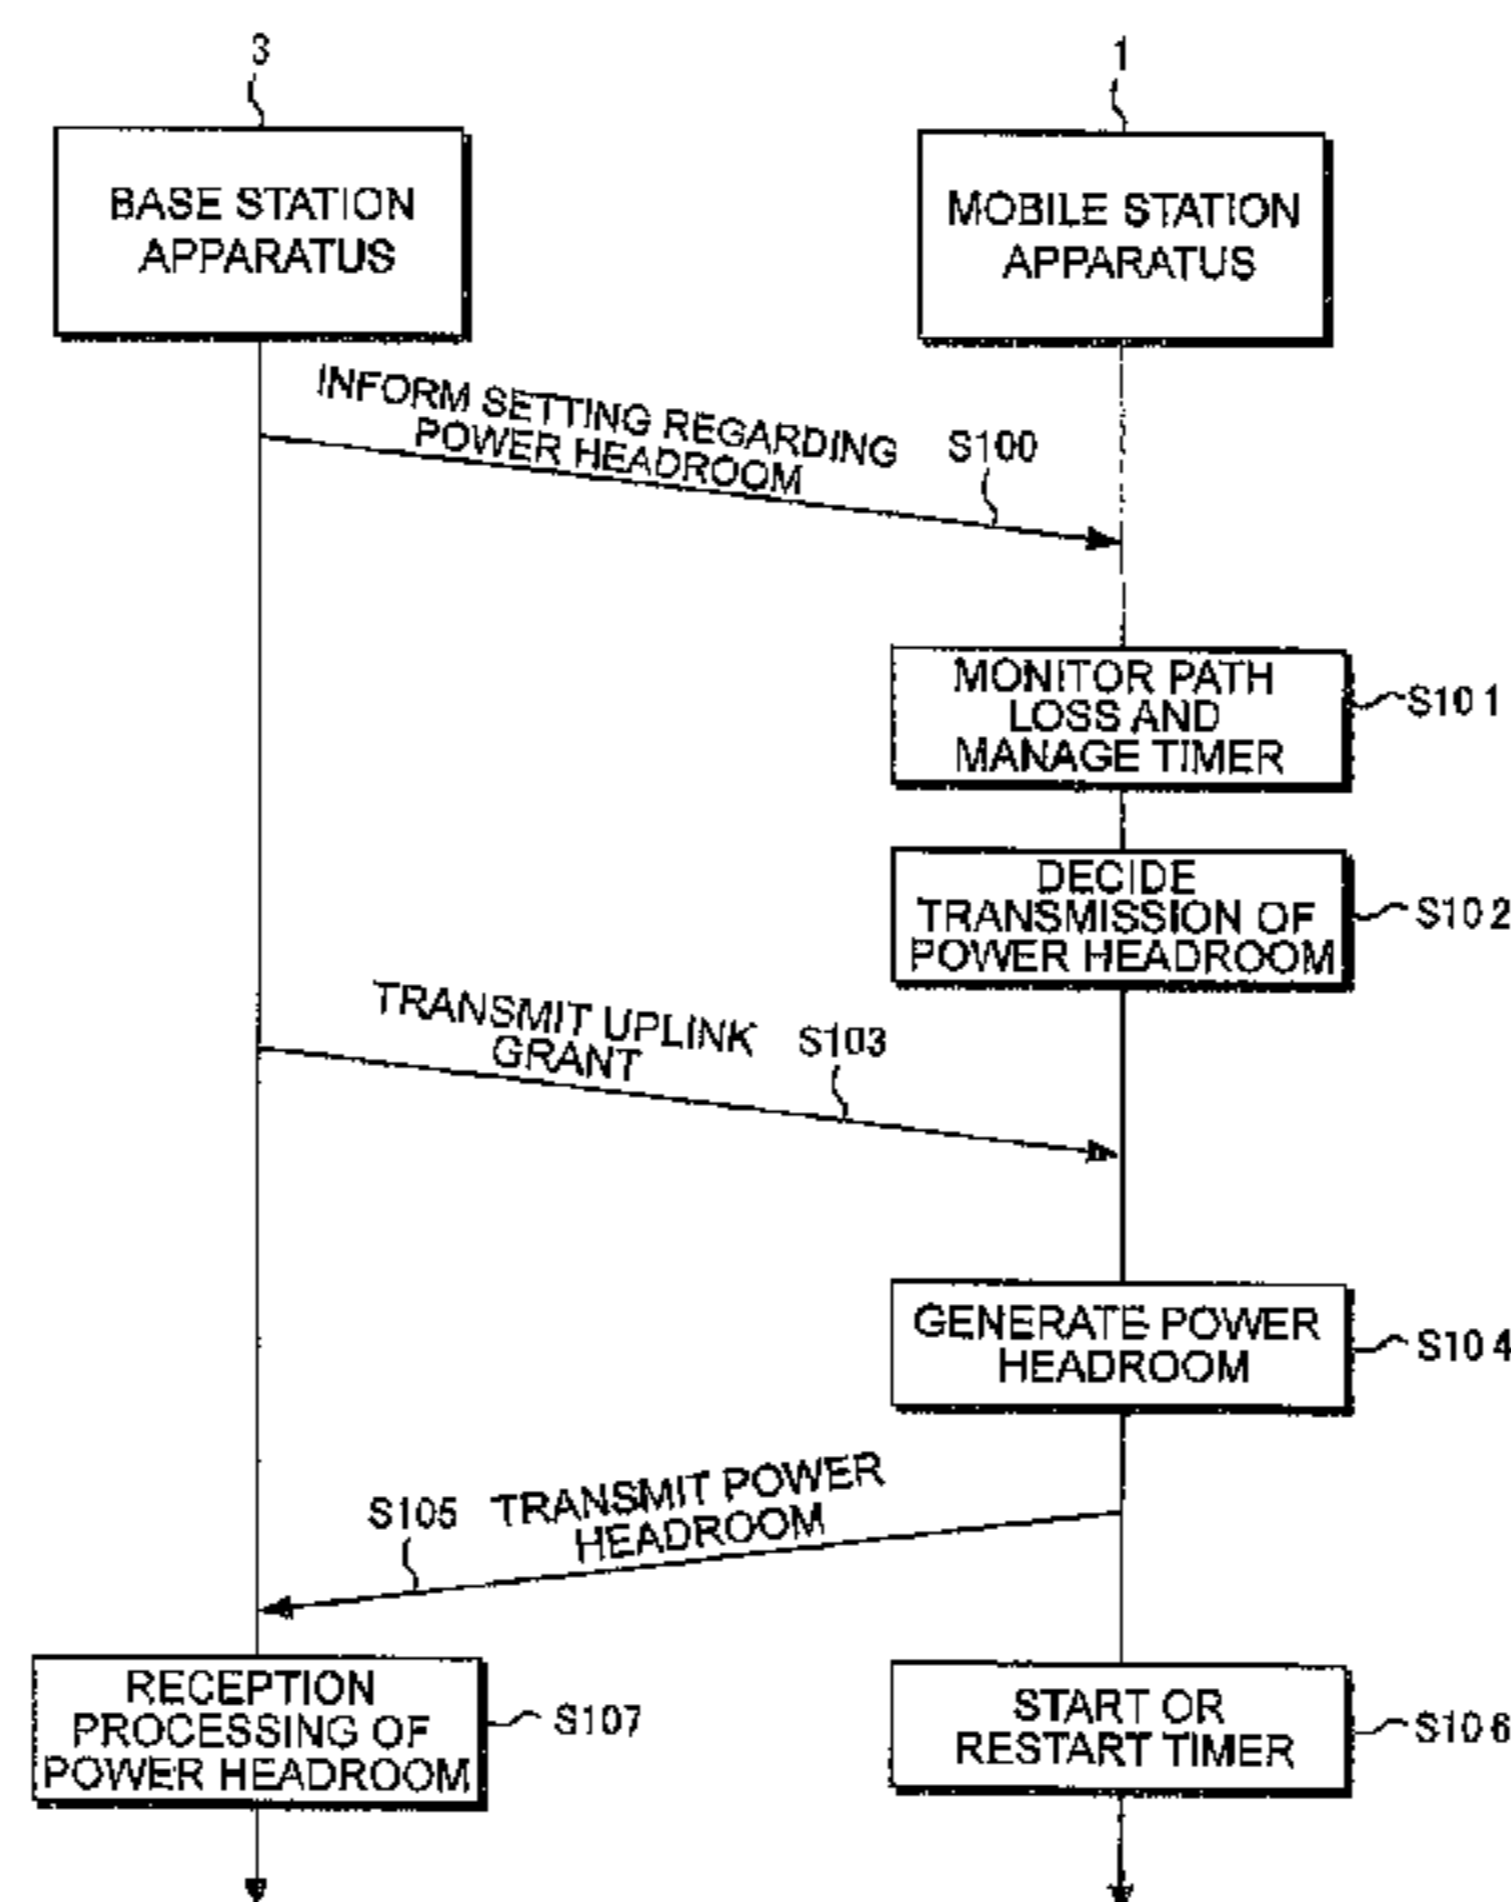 3
1
BASE STATION
APPARATUS
MOBILE STATION
APPARATUS
INFORM SETTING REGARDING
POWER HEADROOM
S100
MONITOR PATH
LOSS AND
MANAGE TIMER
S101
DECIDE
TRANSMISSION OF
POWER HEADROOM
S102
TRANSMIT UPLINK
GRANT
S103
GENERATE POWER
HEADROOM
S104
S105
TRANSMIT POWER
HEADROOM
RECEPTION
PROCESSING OF
POWER HEADROOM
S107
START OR
RESTART TIMER
S106